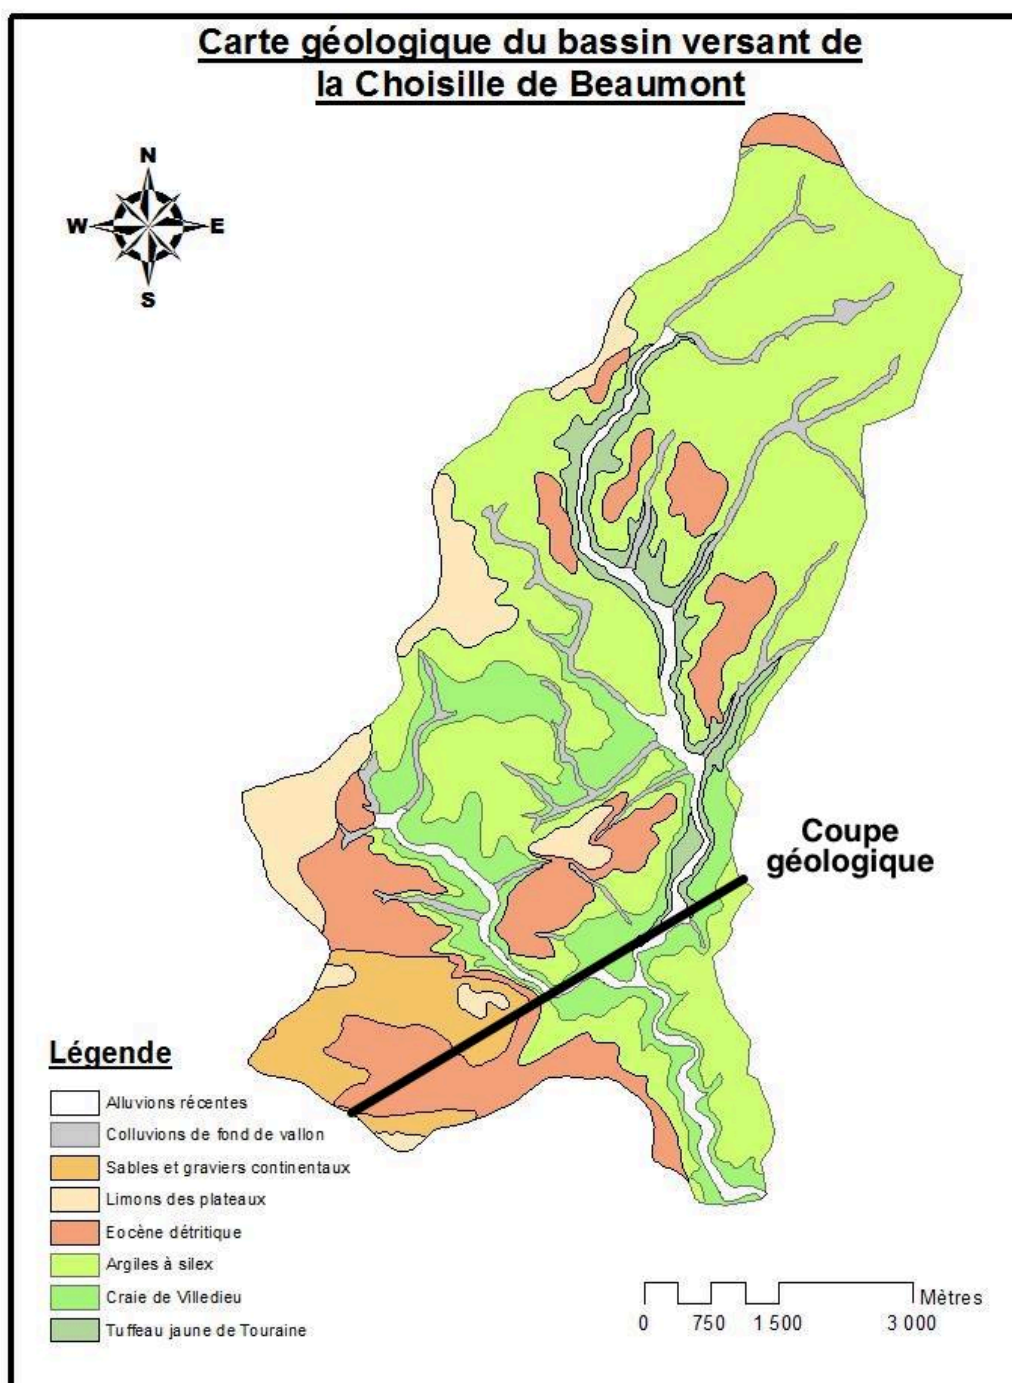 Carte géologique du bassin versant de
la Choisille de Beaumont
N
W
E
S
Coupe
géologique
Légende
Alluvions récentes
Colluvions de fond de vallon
Sables et graviers continentaux
Limons des plateaux
Eocène détritique
Argiles à silex
Craie de Villedieu
Tuffeau jaune de Touraine
Mètres
0 750 1 500 3 000